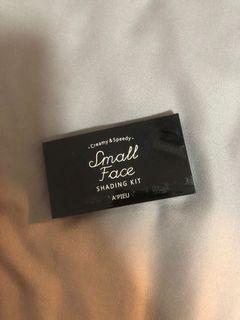 -Creamy & Speedy-
Small
Face
SHADING KIT
A'PIEU